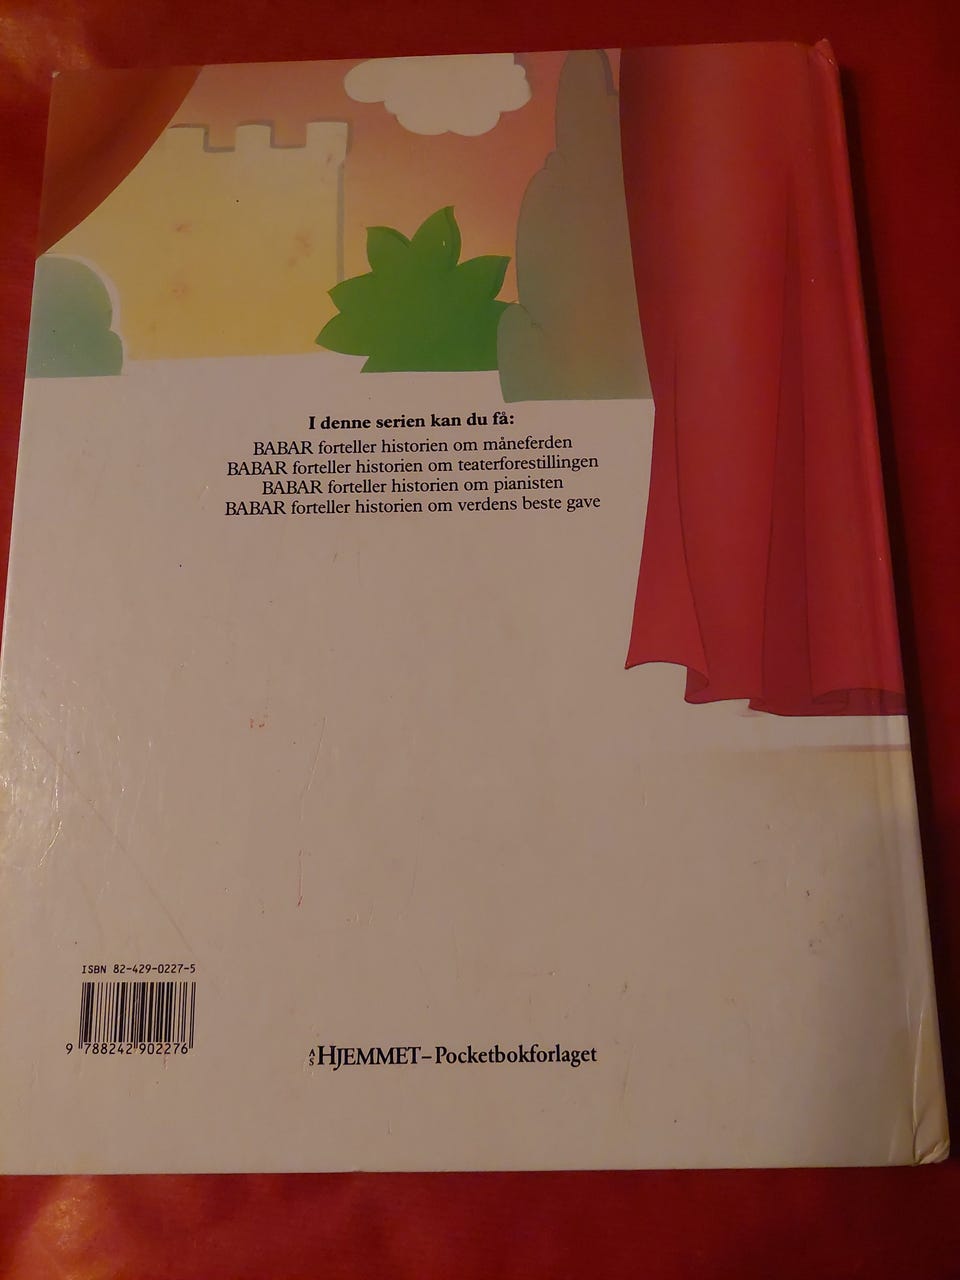 I denne serien kan du få:
BABAR forteller historien om måneferden
BABAR forteller historien om teaterforestillingen
BABAR forteller historien om pianisten
BABAR forteller historien om verdens beste gave
ISBN 82-429-0227-5
9 788242 902276
A/S HJEMMET–Pocketbokforlaget